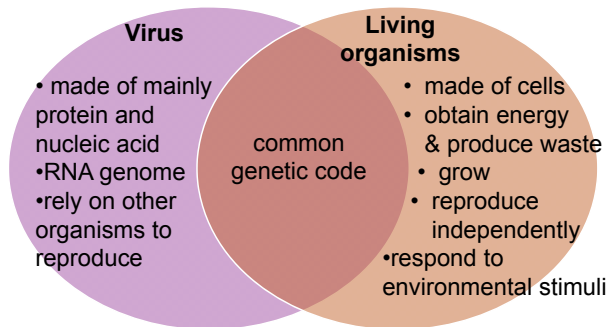 Virus
• made of mainly
protein and
nucleic acid
•RNA genome
•rely on other
organisms to
reproduce
common
genetic code
Living
organisms
• made of cells
• obtain energy
& produce waste
• grow
• reproduce
independently
•respond to
environmental stimuli